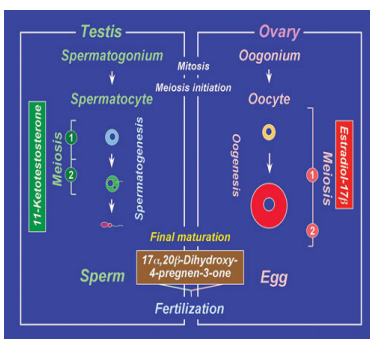 Testis
Ovary
Spermatogonium
Oogonium
Mitosis
Meiosis initiation
Spermatocyte
Oocyte
11-Ketotestosterone
Meiosis
1
2
Spermatogenesis
Oogenesis
1
2
Meiosis
Estradiol-17β
Final maturation
17α,20β-Dihydroxy-
4-pregnen-3-one
Sperm
Egg
Fertilization